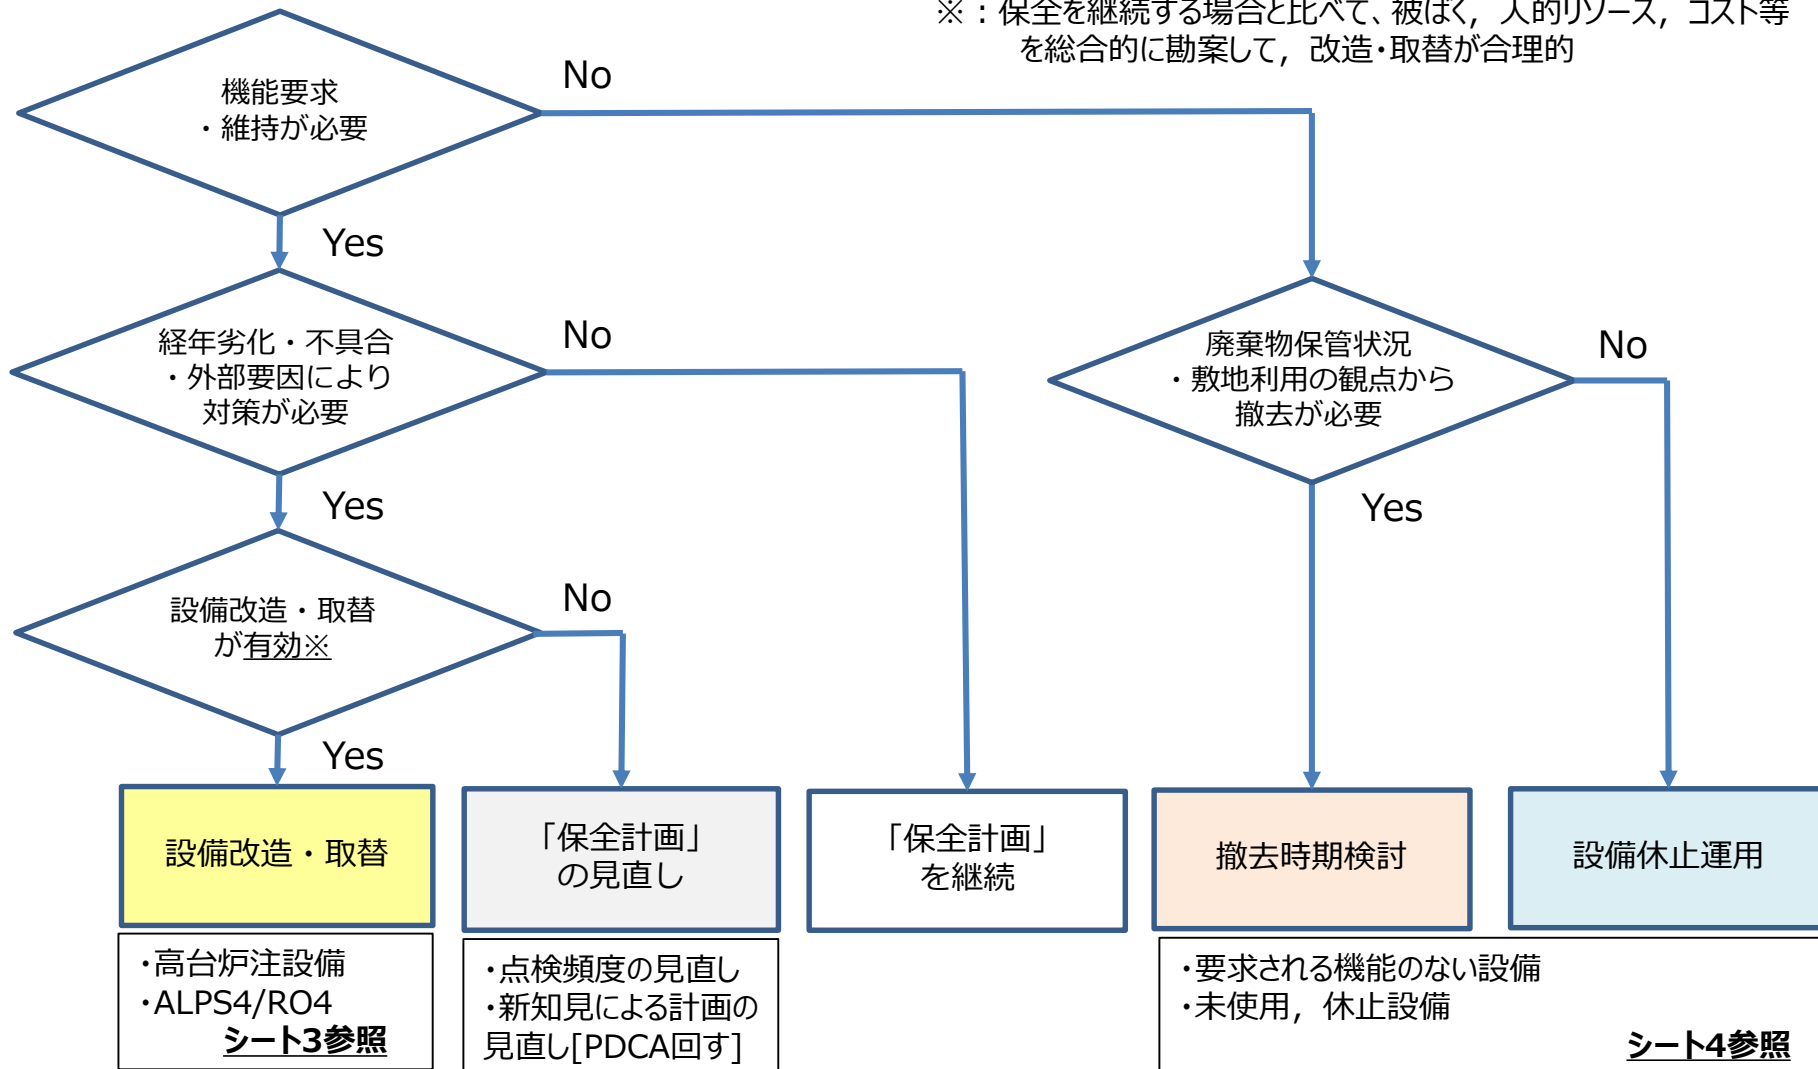 ※：保全を継続する場合と比べて、被ばく，人的リソース，コスト等
を総合的に勘案して，改造・取替が合理的
機能要求
・維持が必要
No
Yes
経年劣化・不具合
・外部要因により
対策が必要
No
Yes
廃棄物保管状況
・敷地利用の観点から
撤去が必要
No
Yes
設備改造・取替
が有効※
No
Yes
設備改造・取替
「保全計画」
の見直し
「保全計画」
を継続
撤去時期検討
設備休止運用
・高台炉注設備
・ALPS4/RO4
シート3参照
・点検頻度の見直し
・新知見による計画の
見直し[PDCA回す]
・要求される機能のない設備
・未使用，休止設備
シート4参照